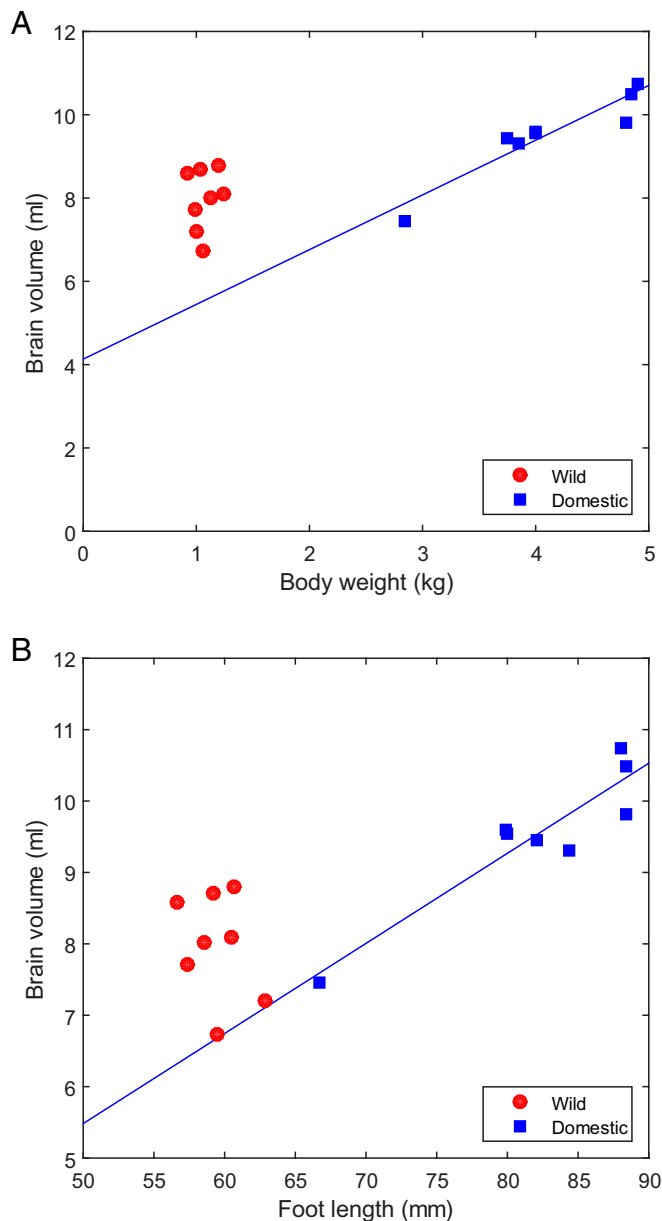 A
12
10
8
6
4
2
0
Brain volume (ml)
Wild
Domestic
0 1 2 3 4 5
Body weight (kg)
B
12
11
10
9
8
7
6
5
Brain volume (ml)
Wild
Domestic
50 55 60 65 70 75 80 85 90
Foot length (mm)